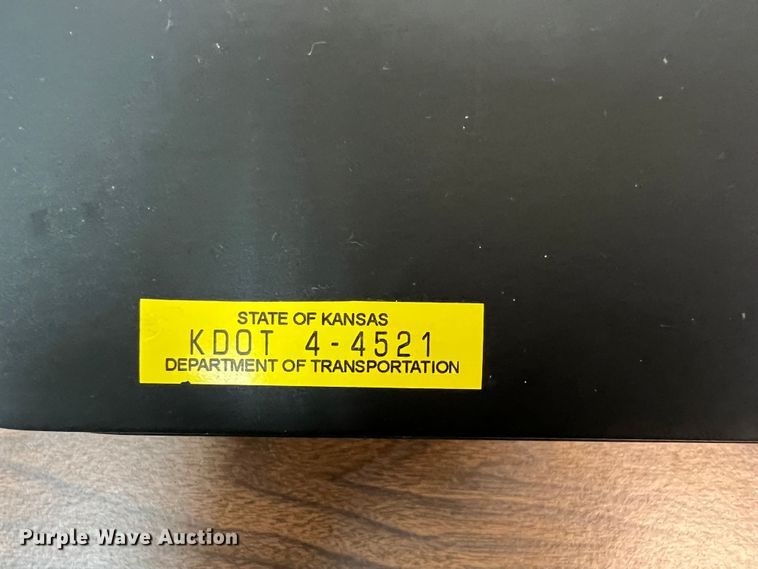 STATE OF KANSAS
KDOT 4-4521
DEPARTMENT OF TRANSPORTATION
Purple Wave Auction